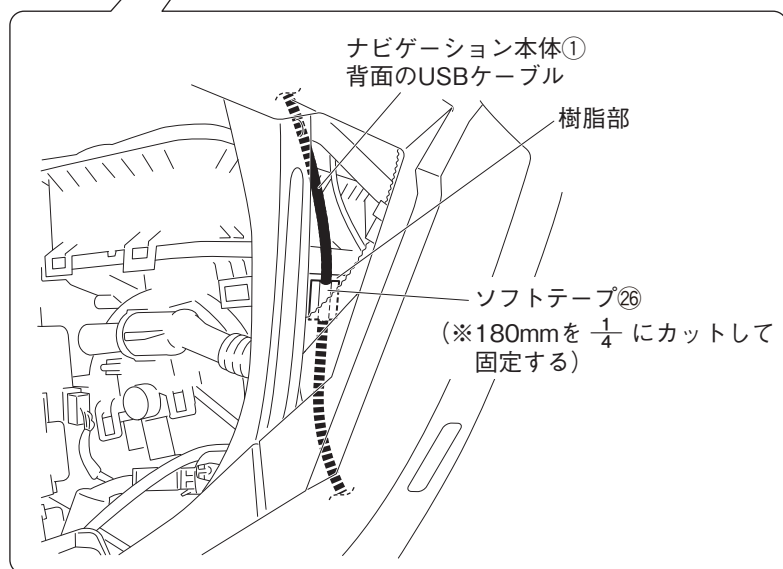 ナビゲーション本体①
背面のUSBケーブル
樹脂部
ソフトテープ㉖
（※180mmを 1/4 にカットして
固定する）